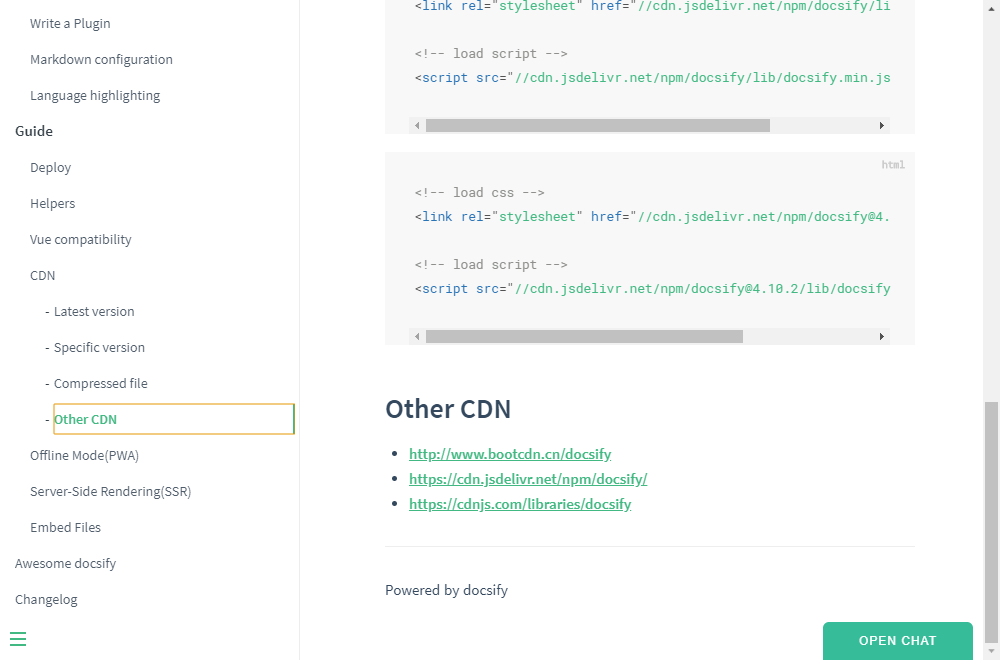 Write a Plugin
Markdown configuration
Language highlighting
Guide
Deploy
Helpers
Vue compatibility
CDN
- Latest version
- Specific version
- Compressed file
- Other CDN
Offline Mode(PWA)
Server-Side Rendering(SSR)
Embed Files
Awesome docsify
Changelog
<link rel="stylesheet" href="//cdn.jsdelivr.net/npm/docsify/li
<!-- load script -->
<script src="//cdn.jsdelivr.net/npm/docsify/lib/docsify.min.js
html
<!-- load css -->
<link rel="stylesheet" href="//cdn.jsdelivr.net/npm/docsify@4.
<!-- load script -->
<script src="//cdn.jsdelivr.net/npm/docsify@4.10.2/lib/docsify
Other CDN
• http://www.bootcdn.cn/docsify
• https://cdn.jsdelivr.net/npm/docsify/
• https://cdnjs.com/libraries/docsify
Powered by docsify
OPEN CHAT